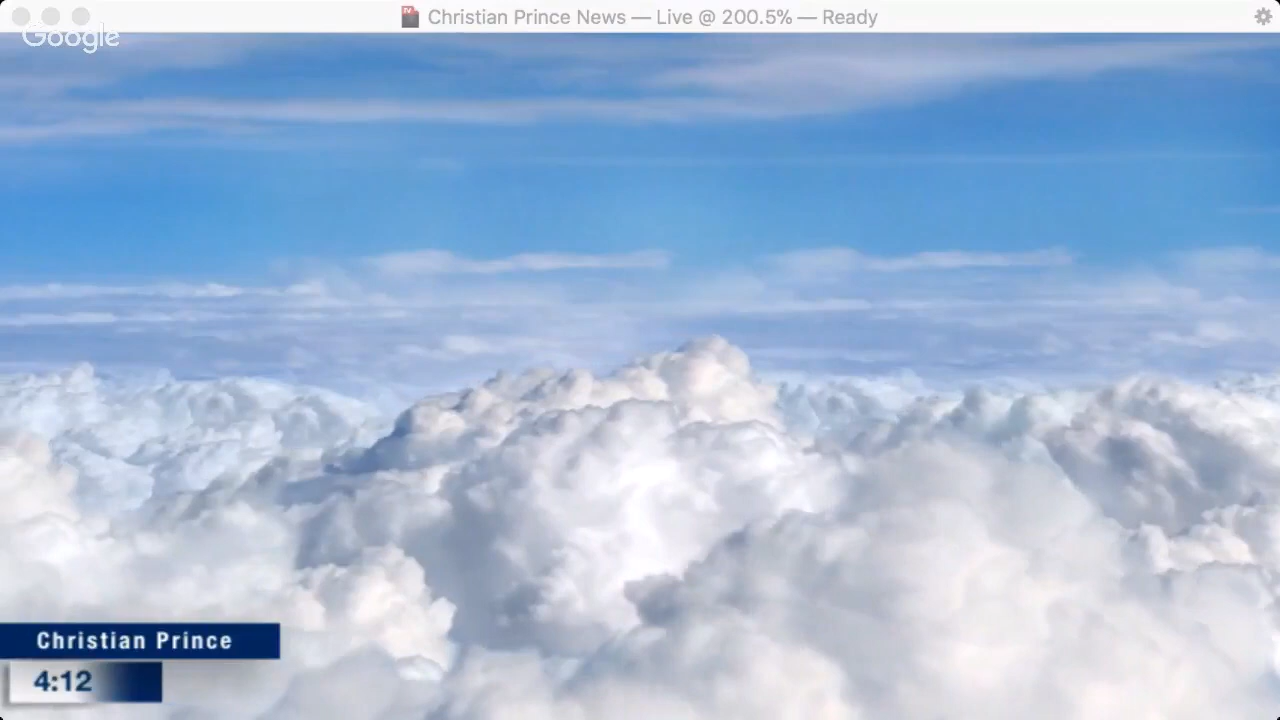 Christian Prince News — Live @ 200.5% — Ready
Google
Christian Prince
4:12